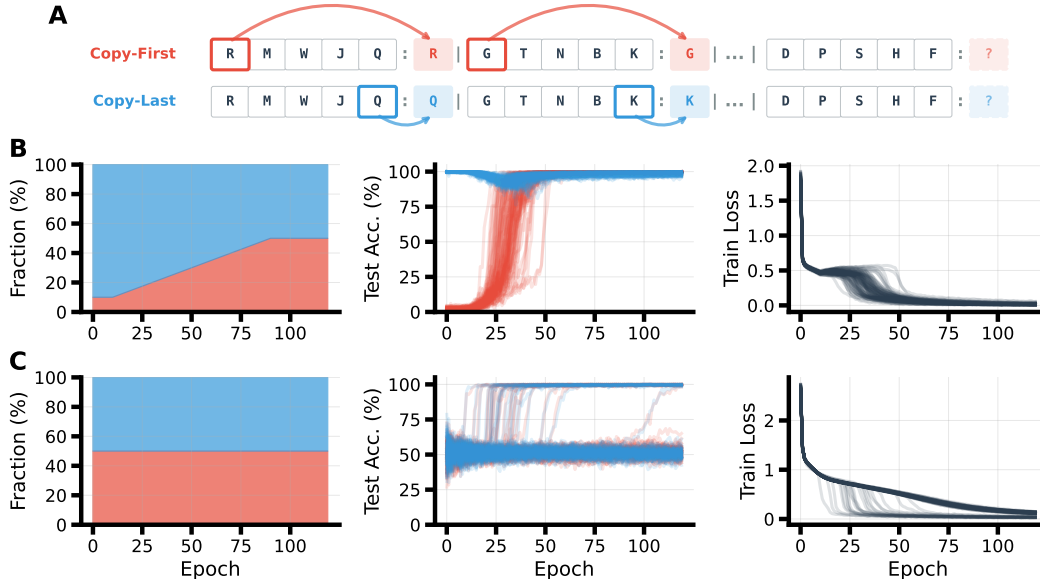 A
Copy-First R M W J Q : R | G T N B K : G | ... | D P S H F : ?
Copy-Last R M W J Q : Q | G T N B K : K | ... | D P S H F : ?
B
Fraction (%)
100
80
60
40
20
0
0 25 50 75 100
Test Acc. (%)
100
75
50
25
0
0 25 50 75 100
Train Loss
2.0
1.5
1.0
0.5
0.0
0 25 50 75 100
C
Fraction (%)
100
80
60
40
20
0
0 25 50 75 100
Epoch
Test Acc. (%)
100
75
50
25
0
0 25 50 75 100
Epoch
Train Loss
2
1
0
0 25 50 75 100
Epoch